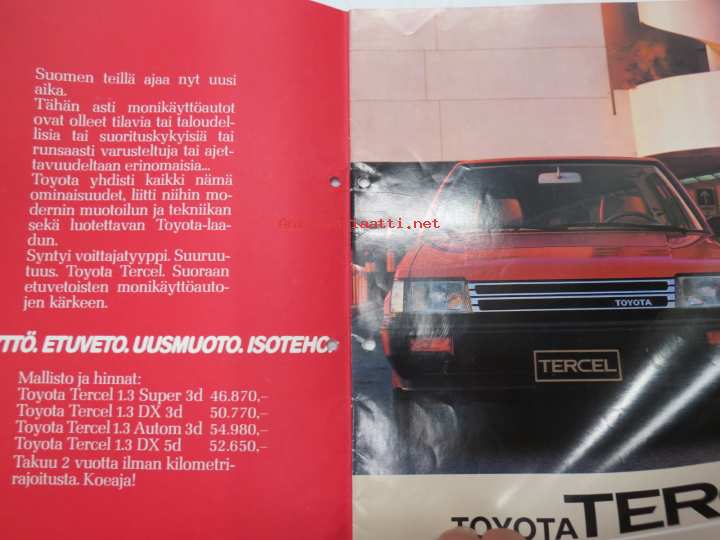 Suomen teillä ajaa nyt uusi
aika.
Tähän asti monikäyttöautot
ovat olleet tilavia tai taloudel-
lisia tai suorituskykyisiä tai
runsaasti varusteltuja tai ajet-
tavuudeltaan erinomaisia...
Toyota yhdisti kaikki nämä
ominaisuudet, liitti niihin mo-
dernin muotoilun ja tekniikan
sekä luotettavan Toyota-laa-
dun.
Syntyi voittajatyyppi. Suuruu-
tuus. Toyota Tercel. Suoraan
etuvetoisten monikäyttöauto-
jen kärkeen.
TTÖ. ETUVETO. UUSMUOTO. ISOTEHO
Mallisto ja hinnat:
Toyota Tercel 1.3 Super 3d 46.870,–
Toyota Tercel 1.3 DX 3d 50.770,–
Toyota Tercel 1.3 Autom 3d 54.980,–
Toyota Tercel 1.3 DX 5d 52.650,–
Takuu 2 vuotta ilman kilometri-
rajoitusta. Koeaja!
TOYOTA
TERCEL
TOYOTA TER